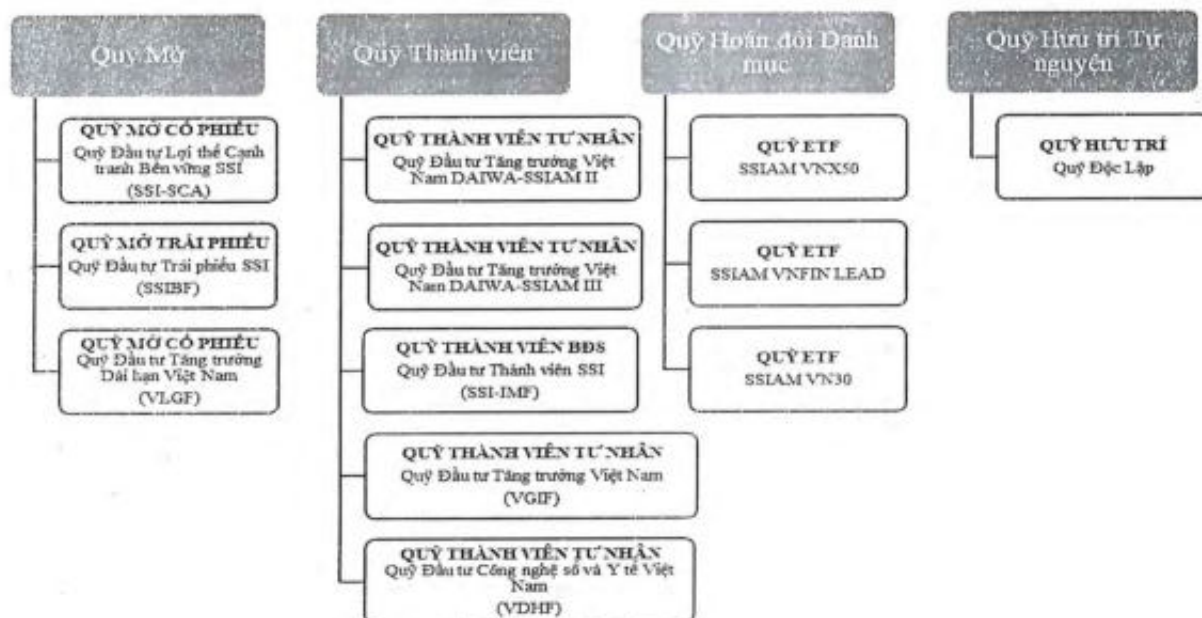 Quỹ Mở
QUỸ MỞ CỔ PHIẾU
Quỹ Đầu tư Lợi thế Cạnh
tranh Bền vững SSI
(SSI-SCA)
QUỸ MỞ TRÁI PHIẾU
Quỹ Đầu tư Trái phiếu SSI
(SSIBF)
QUỸ MỞ CỔ PHIẾU
Quỹ Đầu tư Tăng trưởng
Dài hạn Việt Nam
(VLGF)
Quỹ Thành viên
QUỸ THÀNH VIÊN TƯ NHÂN
Quỹ Đầu tư Tăng trưởng Việt
Nam DAIWA-SSIAM II
QUỸ THÀNH VIÊN TƯ NHÂN
Quỹ Đầu tư Tăng trưởng Việt
Nam DAIWA-SSIAM III
QUỸ THÀNH VIÊN BĐS
Quỹ Đầu tư Thành viên SSI
(SSI-IMF)
QUỸ THÀNH VIÊN TƯ NHÂN
Quỹ Đầu tư Tăng trưởng Việt Nam
(VGIF)
QUỸ THÀNH VIÊN TƯ NHÂN
Quỹ Đầu tư Công nghệ số và Y tế Việt
Nam
(VDHF)
Quỹ Hoán đổi Danh
mục
QUỸ ETF
SSIAM VNX50
QUỸ ETF
SSIAM VNFIN LEAD
QUỸ ETF
SSIAM VN30
Quỹ Hưu trí Tự
nguyện
QUỸ HƯU TRÍ
Quỹ Độc Lập